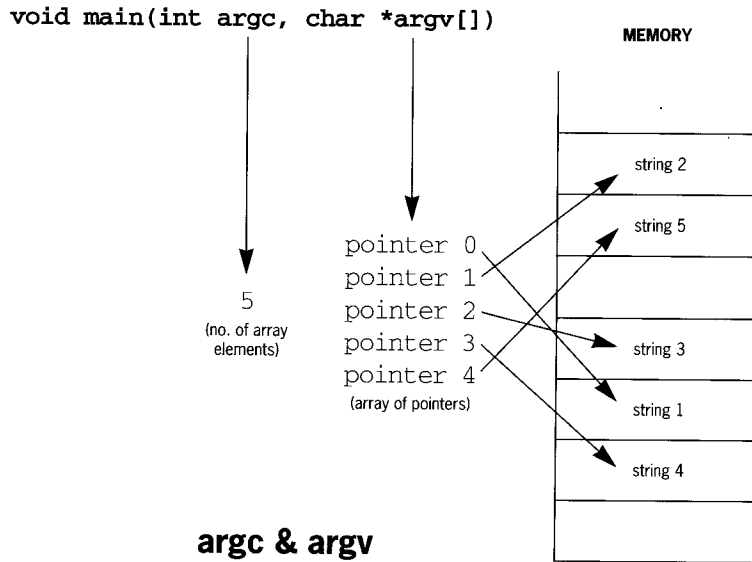 void main(int argc, char *argv[])
MEMORY
string 2
string 5
pointer 0
pointer 1
5
pointer 2
(no. of array
elements)
pointer 3
string 3
pointer 4
(array of pointers)
string 1
string 4
argc & argv